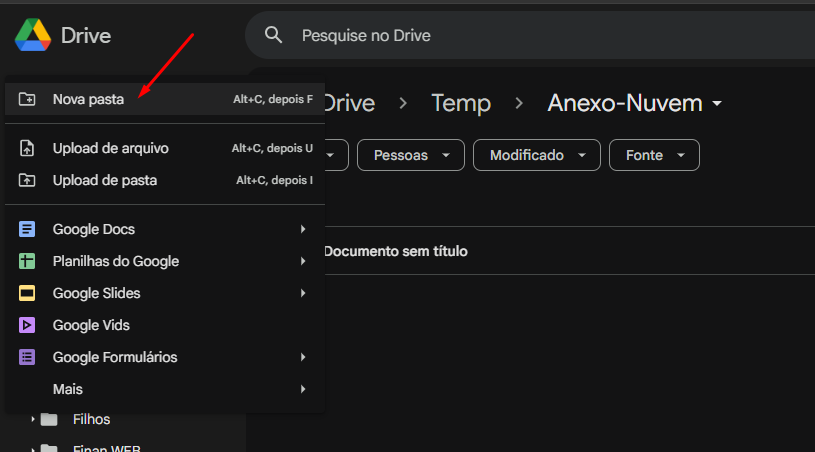 Drive
Pesquise no Drive
Nova pasta Alt+C, depois F
Drive > Temp > Anexo-Nuvem
Upload de arquivo Alt+C, depois U
Pessoas Modificado Fonte
Upload de pasta Alt+C, depois I
Google Docs
Documento sem título
Planilhas do Google
Google Slides
Google Vids
Google Formulários
Mais
Filhos
Finan WEB